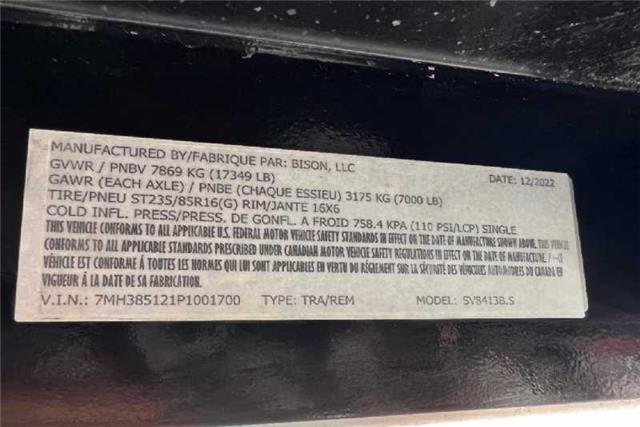 MANUFACTURED BY/FABRIQUE PAR: BISON, LLC
DATE: 12/2022
GVWR / PNBV 7869 KG (17349 LB)
GAWR (EACH AXLE) / PNBE (CHAQUE ESSIEU) 3175 KG (7000 LB)
TIRE/PNEU ST235/85R16(G) RIM/JANTE 16X6
COLD INFL. PRESS/PRESS. DE GONFL. A FROID 758.4 KPA (110 PSI/LCP) SINGLE
THIS VEHICLE CONFORMS TO ALL APPLICABLE U.S. FEDERAL MOTOR VEHICLE SAFETY STANDARDS IN EFFECT ON THE DATE OF MANUFACTURE SHOWN ABOVE. THIS VEHICLE
CONFORMS TO ALL APPLICABLE STANDARDS PRESCRIBED UNDER CANADIAN MOTOR VEHICLE SAFETY REGULATIONS IN EFFECT ON THE DATE OF MANUFACTURE. /—CE
VÉHICLE EST CONFORME À TOUTES LES NORMES QUI LUI SONT APPLICABLES EN VERTU DU RÉGLEMENT SUR LA SÉCURITÉ DES VÉHICULES AUTOMOBILES DU CANADA EN
VIGUEUR À LA DATE DE SA FABRICATION.
V.I.N.: 7MH385121P1001700 TYPE: TRA/REM MODEL: SV8413B.S